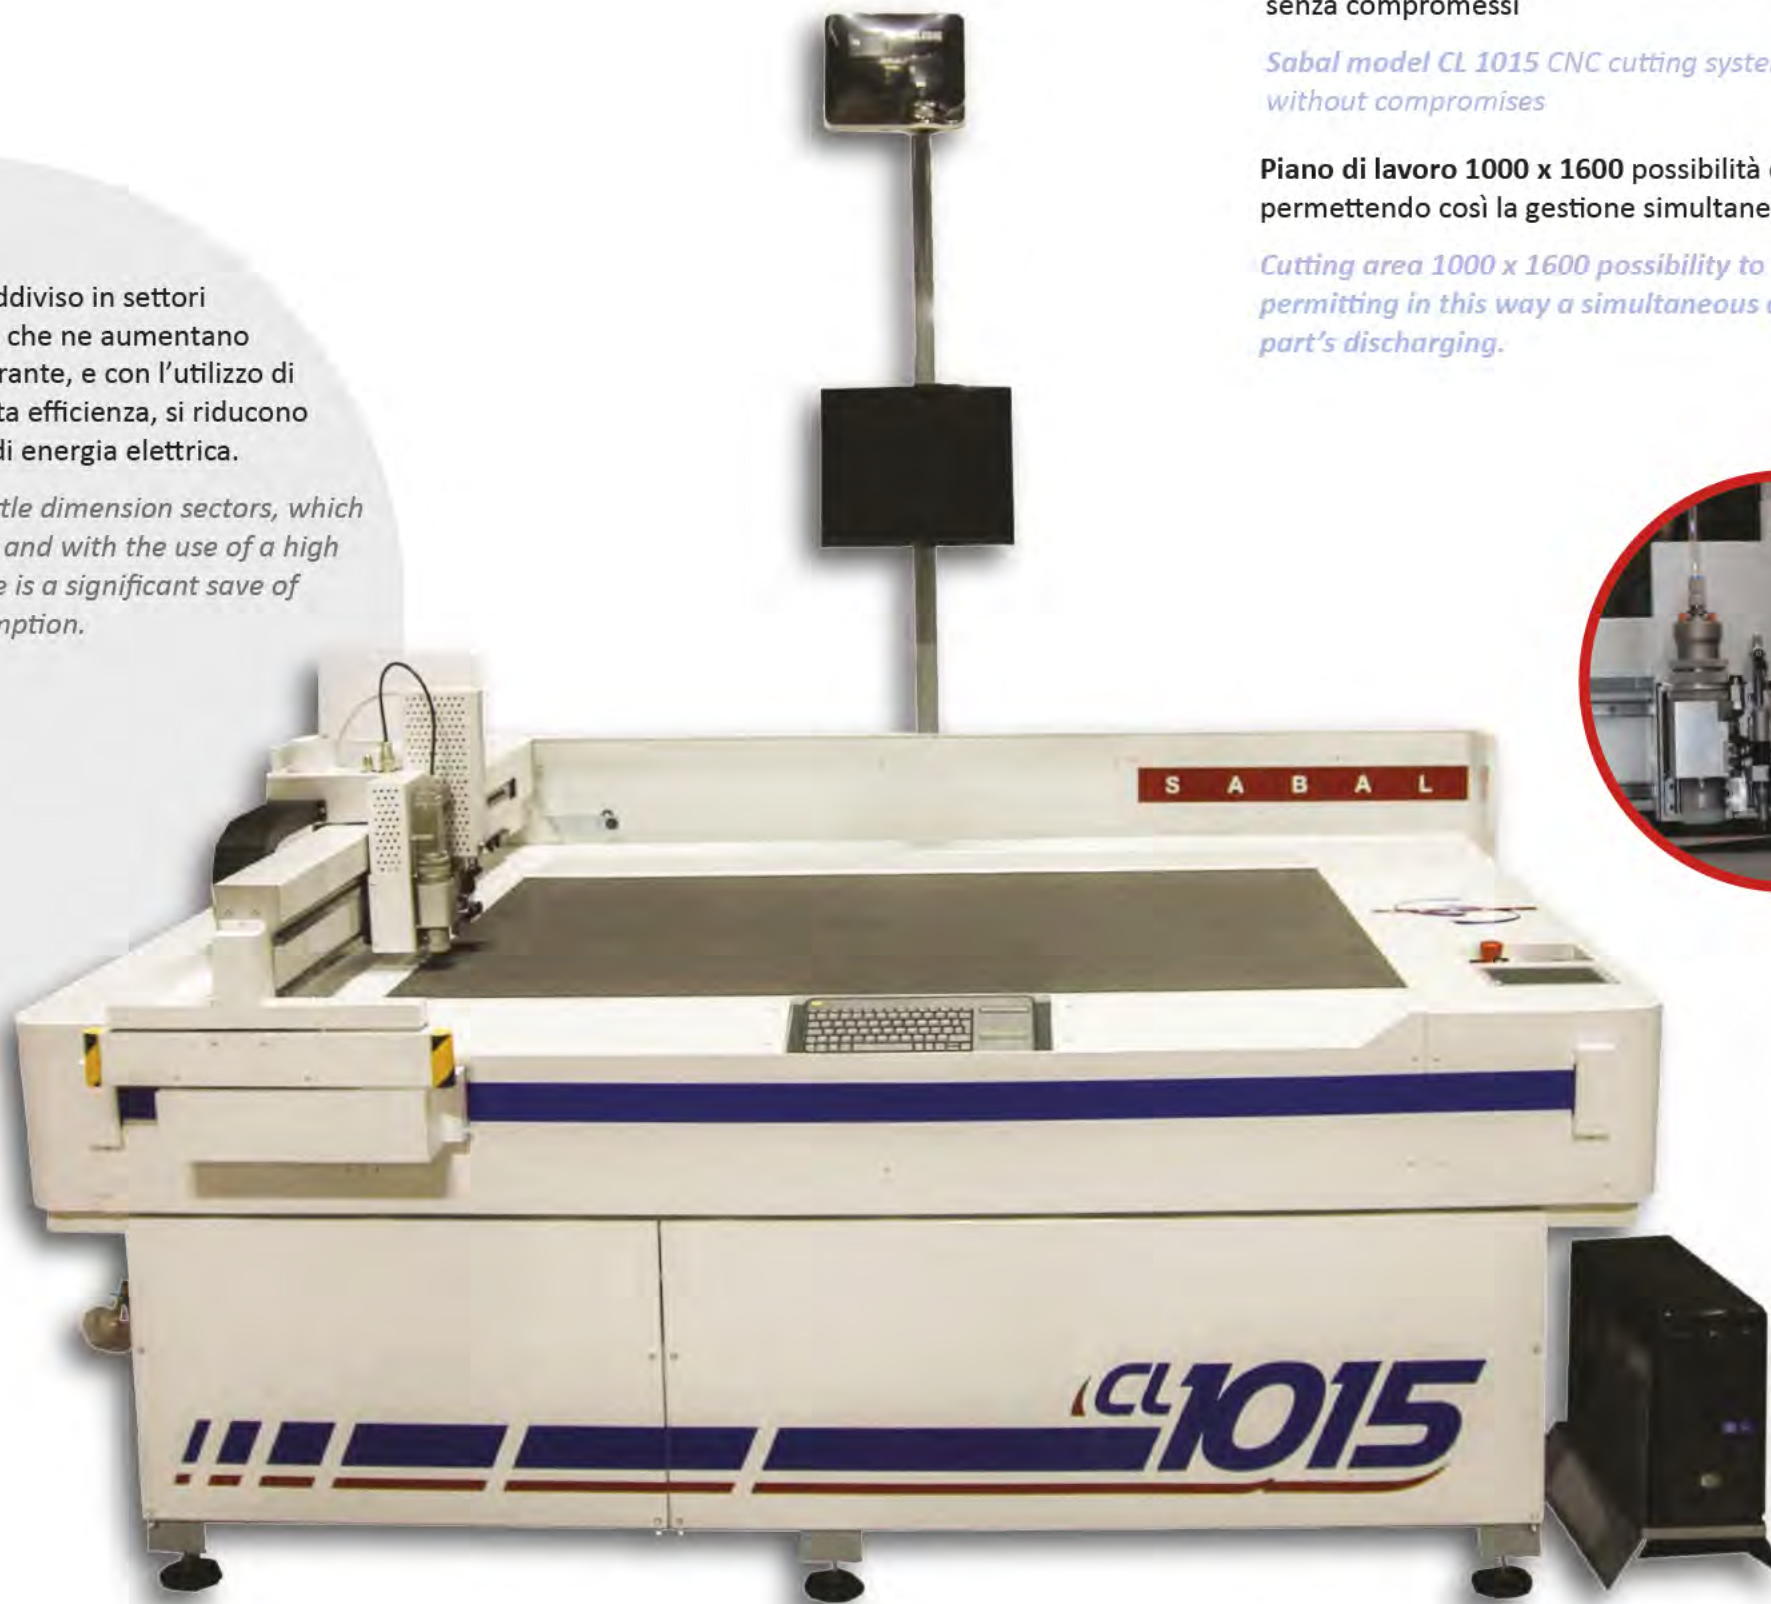 senza compromessi
Sabal model CL 1015 CNC cutting syste
without compromises
Piano di lavoro 1000 x 1600 possibilità
permettendo così la gestione simultane
Cutting area 1000 x 1600 possibility to
permitting in this way a simultaneous
part's discharging.
ddiviso in settori
che ne aumentano
rante, e con l'utilizzo di
ta efficienza, si riducono
di energia elettrica.
tle dimension sectors, which
and with the use of a high
e is a significant save of
mption.
S A B A L
CL1015